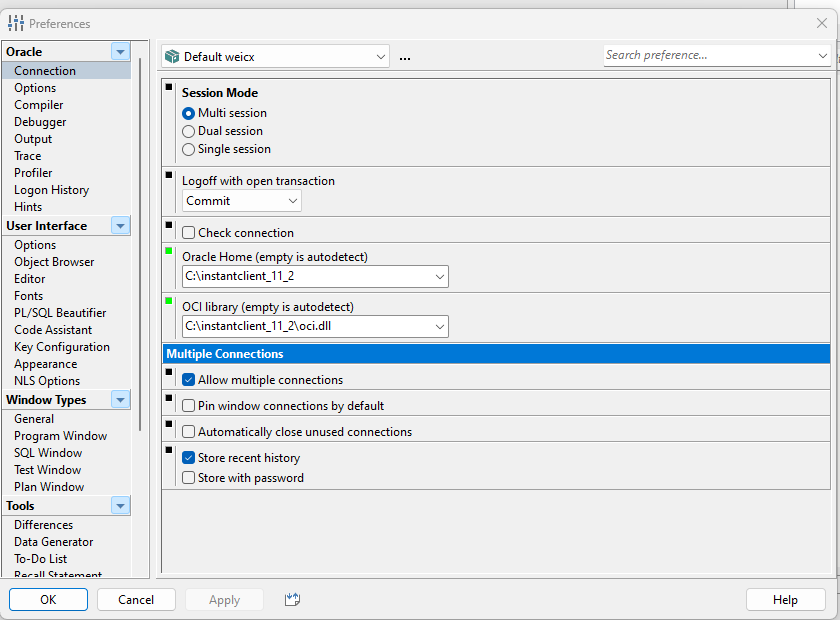 Preferences
Oracle
Connection
Options
Compiler
Debugger
Output
Trace
Profiler
Logon History
Hints
User Interface
Options
Object Browser
Editor
Fonts
PL/SQL Beautifier
Code Assistant
Key Configuration
Appearance
NLS Options
Window Types
General
Program Window
SQL Window
Test Window
Plan Window
Tools
Differences
Data Generator
To-Do List
Recall Statement
Default weicx
...
Search preference...
Session Mode
Multi session
Dual session
Single session
Logoff with open transaction
Commit
Check connection
Oracle Home (empty is autodetect)
C:\instantclient_11_2
OCI library (empty is autodetect)
C:\instantclient_11_2\oci.dll
Multiple Connections
Allow multiple connections
Pin window connections by default
Automatically close unused connections
Store recent history
Store with password
OK
Cancel
Apply
Help